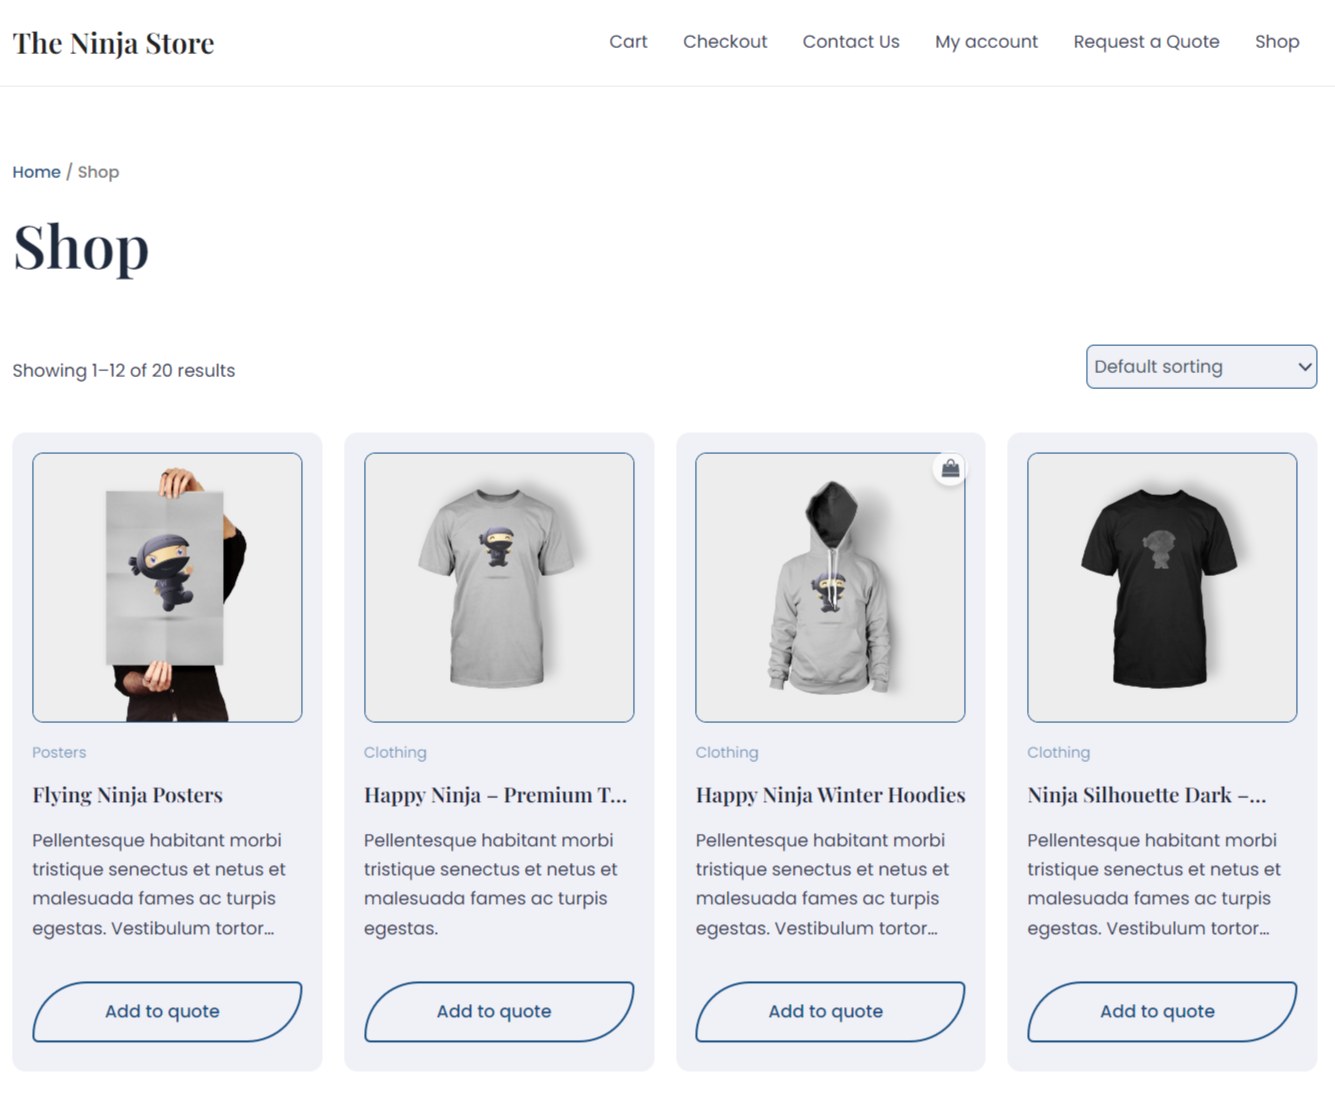 The Ninja Store
Cart Checkout Contact Us My account Request a Quote Shop
Home / Shop
Shop
Showing 1–12 of 20 results
Default sorting
Posters
Flying Ninja Posters
Pellentesque habitant morbi
tristique senectus et netus et
malesuada fames ac turpis
egestas. Vestibulum tortor...
Add to quote
Clothing
Happy Ninja – Premium T...
Pellentesque habitant morbi
tristique senectus et netus et
malesuada fames ac turpis
egestas.
Add to quote
Clothing
Happy Ninja Winter Hoodies
Pellentesque habitant morbi
tristique senectus et netus et
malesuada fames ac turpis
egestas. Vestibulum tortor...
Add to quote
Clothing
Ninja Silhouette Dark –...
Pellentesque habitant morbi
tristique senectus et netus et
malesuada fames ac turpis
egestas. Vestibulum tortor...
Add to quote